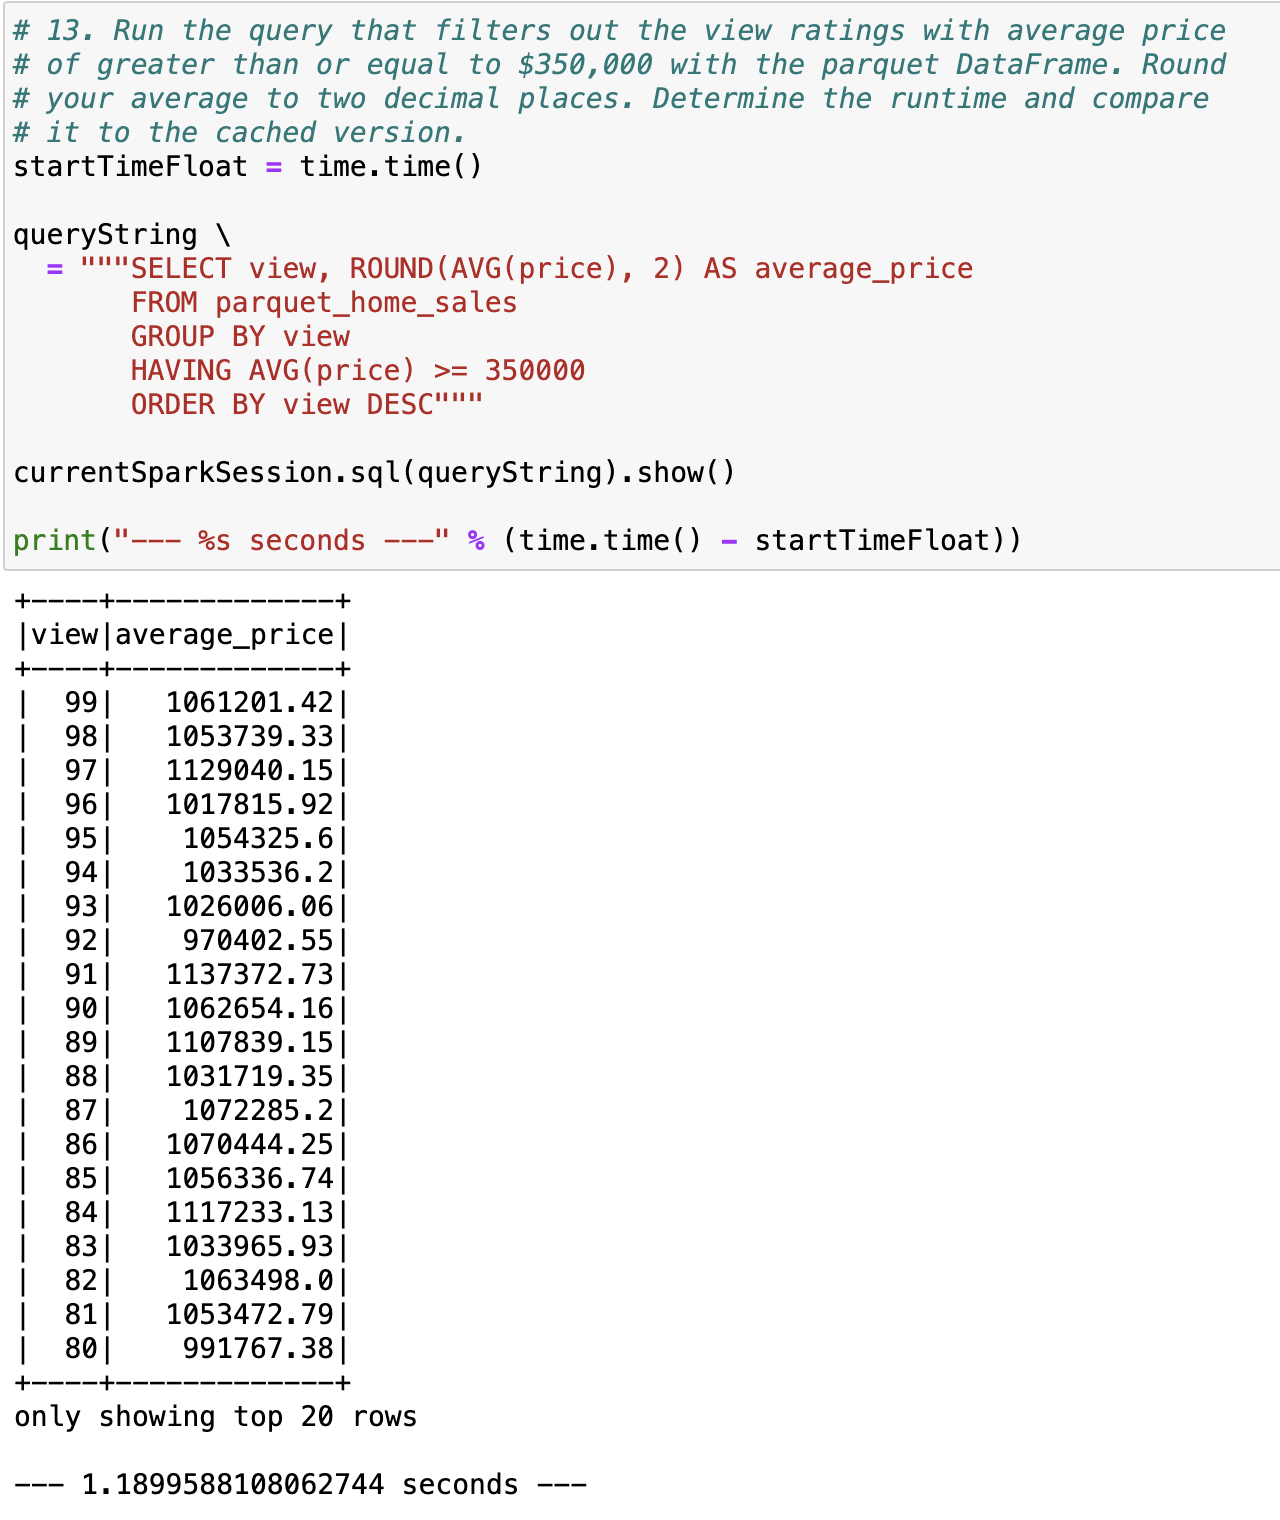 # 13. Run the query that filters out the view ratings with average price
# of greater than or equal to $350,000 with the parquet DataFrame. Round
# your average to two decimal places. Determine the runtime and compare
# it to the cached version.
startTimeFloat = time.time()

queryString \
  = """SELECT view, ROUND(AVG(price), 2) AS average_price
       FROM parquet_home_sales
       GROUP BY view
       HAVING AVG(price) >= 350000
       ORDER BY view DESC"""

currentSparkSession.sql(queryString).show()

print("--- %s seconds ---" % (time.time() - startTimeFloat))
+----+-------------+
|view|average_price|
+----+-------------+
|  99|   1061201.42|
|  98|   1053739.33|
|  97|   1129040.15|
|  96|   1017815.92|
|  95|    1054325.6|
|  94|    1033536.2|
|  93|   1026006.06|
|  92|    970402.55|
|  91|   1137372.73|
|  90|   1062654.16|
|  89|   1107839.15|
|  88|   1031719.35|
|  87|    1072285.2|
|  86|   1070444.25|
|  85|   1056336.74|
|  84|   1117233.13|
|  83|   1033965.93|
|  82|    1063498.0|
|  81|   1053472.79|
|  80|    991767.38|
+----+-------------+
only showing top 20 rows

--- 1.1899588108062744 seconds ---